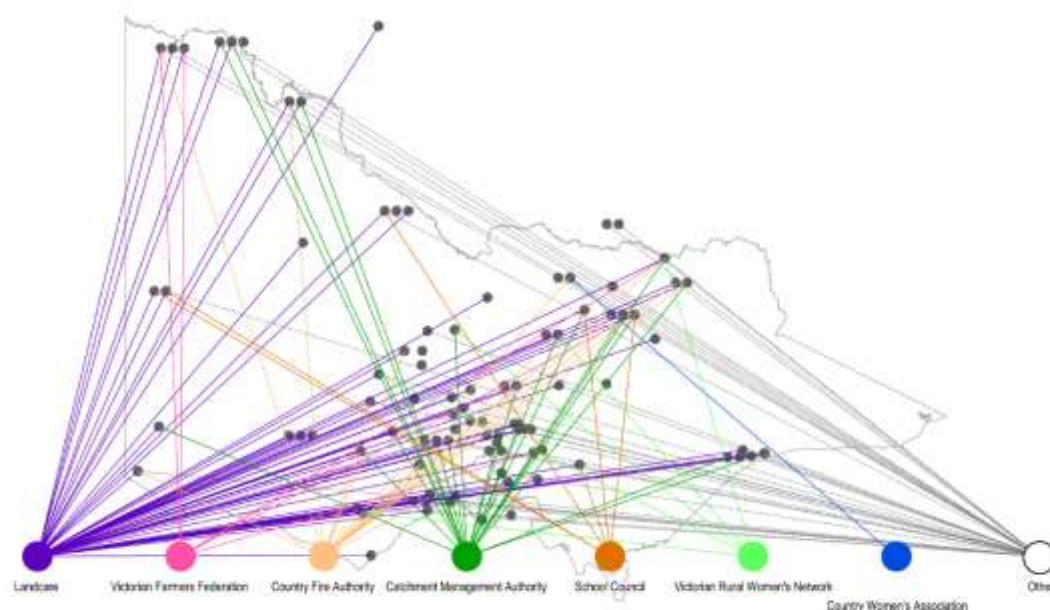 Landcare
Victorian Farmers Federation
Country Fire Authority
Catchment Management Authority
School Council
Victorian Rural Women's Network
Country Women's Association
Othe